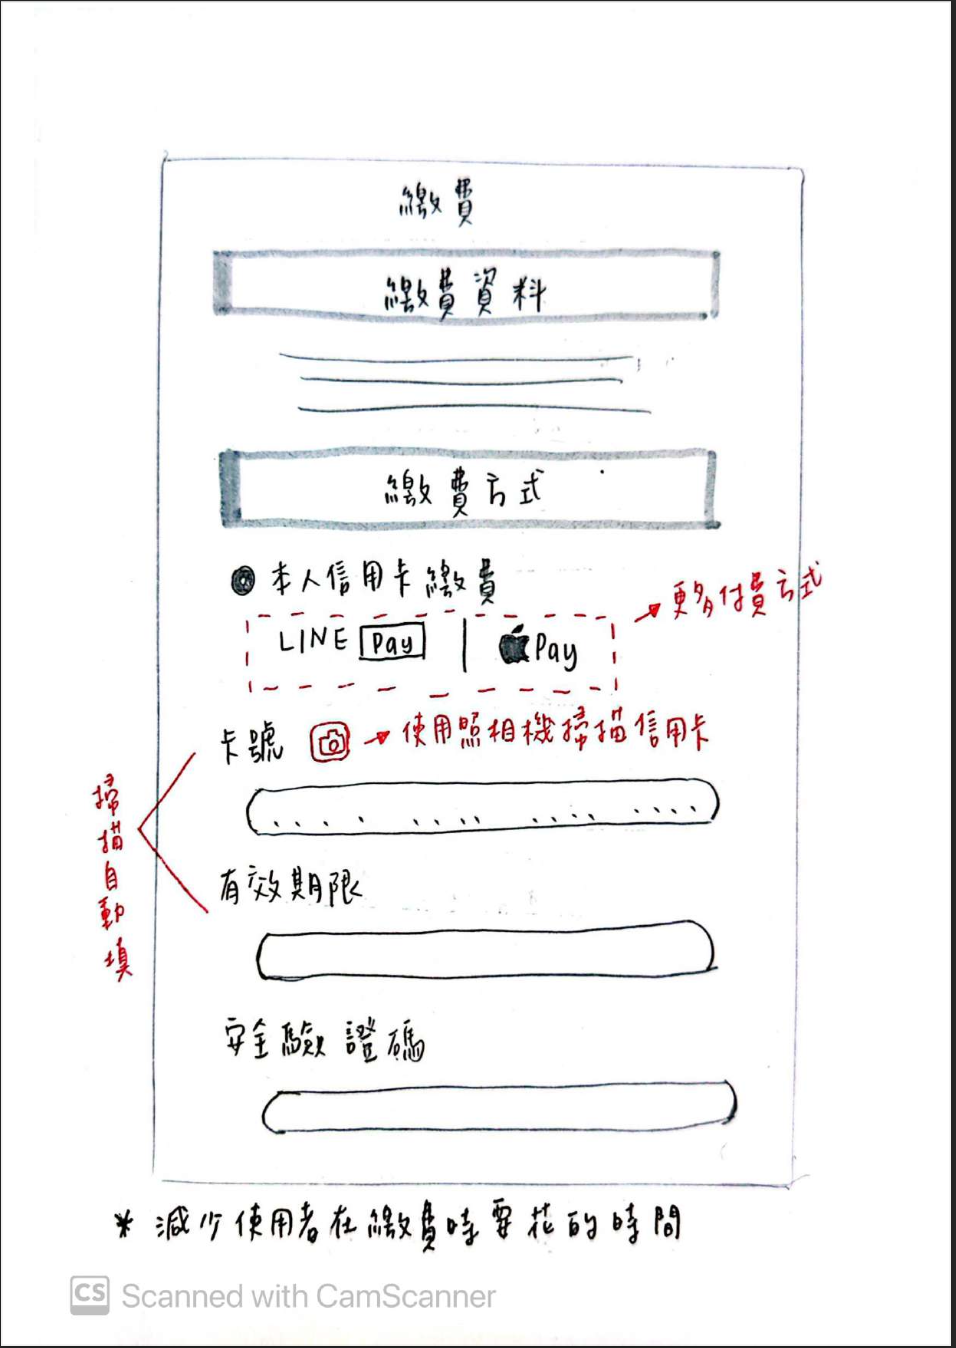 繳費
繳費資料
繳費方式
本人信用卡繳費
更多付費方式
LINE Pay | Pay
卡號
使用照相機掃描信用卡
掃描自動填
有效期限
安全驗證碼
* 減少使用者在繳費時要花的時間
CS Scanned with CamScanner